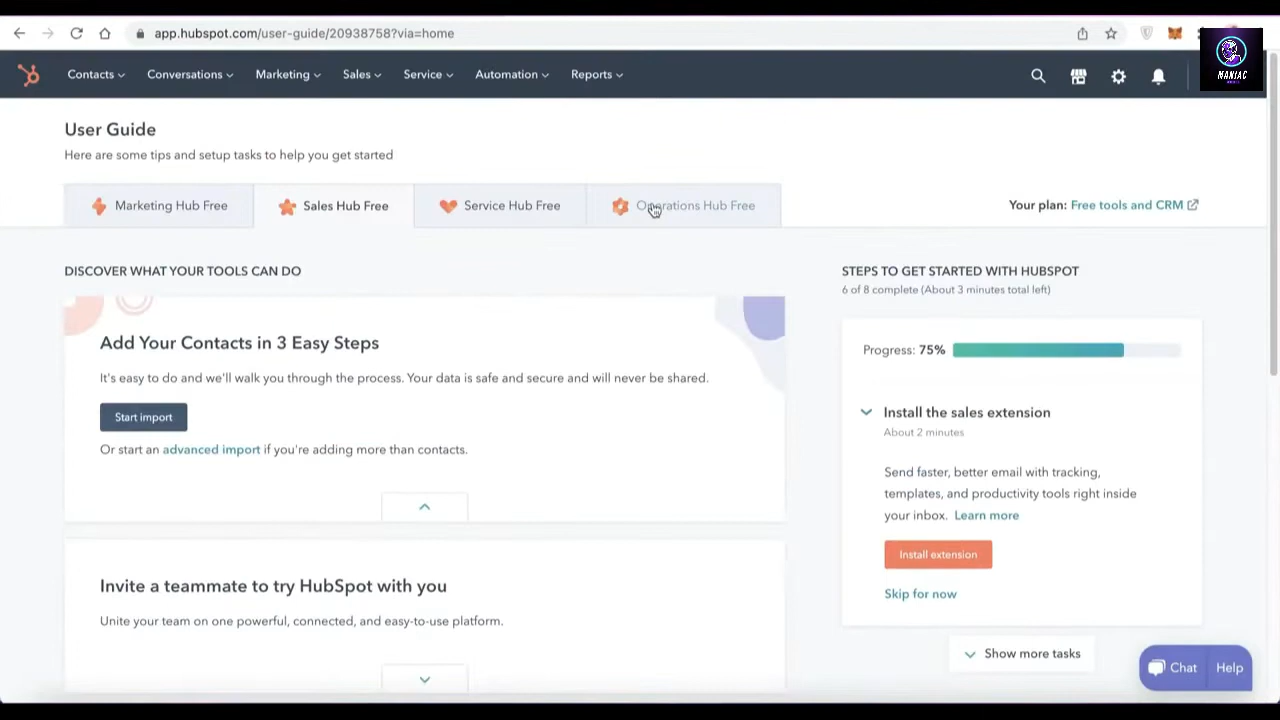 app.hubspot.com/user-guide/20938758?via=home
MANIAC
Contacts Conversations Marketing Sales Service Automation Reports
User Guide
Here are some tips and setup tasks to help you get started
Marketing Hub Free Sales Hub Free Service Hub Free Operations Hub Free
Your plan: Free tools and CRM
DISCOVER WHAT YOUR TOOLS CAN DO
Add Your Contacts in 3 Easy Steps
It's easy to do and we'll walk you through the process. Your data is safe and secure and will never be shared.
Start import
Or start an advanced import if you're adding more than contacts.
Invite a teammate to try HubSpot with you
Unite your team on one powerful, connected, and easy-to-use platform.
STEPS TO GET STARTED WITH HUBSPOT
6 of 8 complete (About 3 minutes total left)
Progress: 75%
Install the sales extension
About 2 minutes
Send faster, better email with tracking,
templates, and productivity tools right inside
your inbox. Learn more
Install extension
Skip for now
Show more tasks
Chat Help